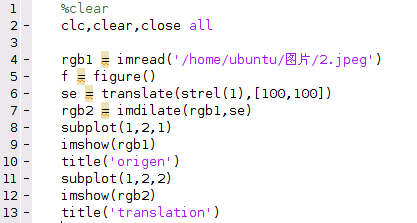 1 %clear
2 - clc,clear,close all
3
4 - rgb1 = imread('/home/ubuntu/图片/2.jpeg')
5 - f = figure()
6 - se = translate(strel(1),[100,100])
7 - rgb2 = imdilate(rgb1,se)
8 - subplot(1,2,1)
9 - imshow(rgb1)
10 - title('origen')
11 - subplot(1,2,2)
12 - imshow(rgb2)
13 - title('translation')